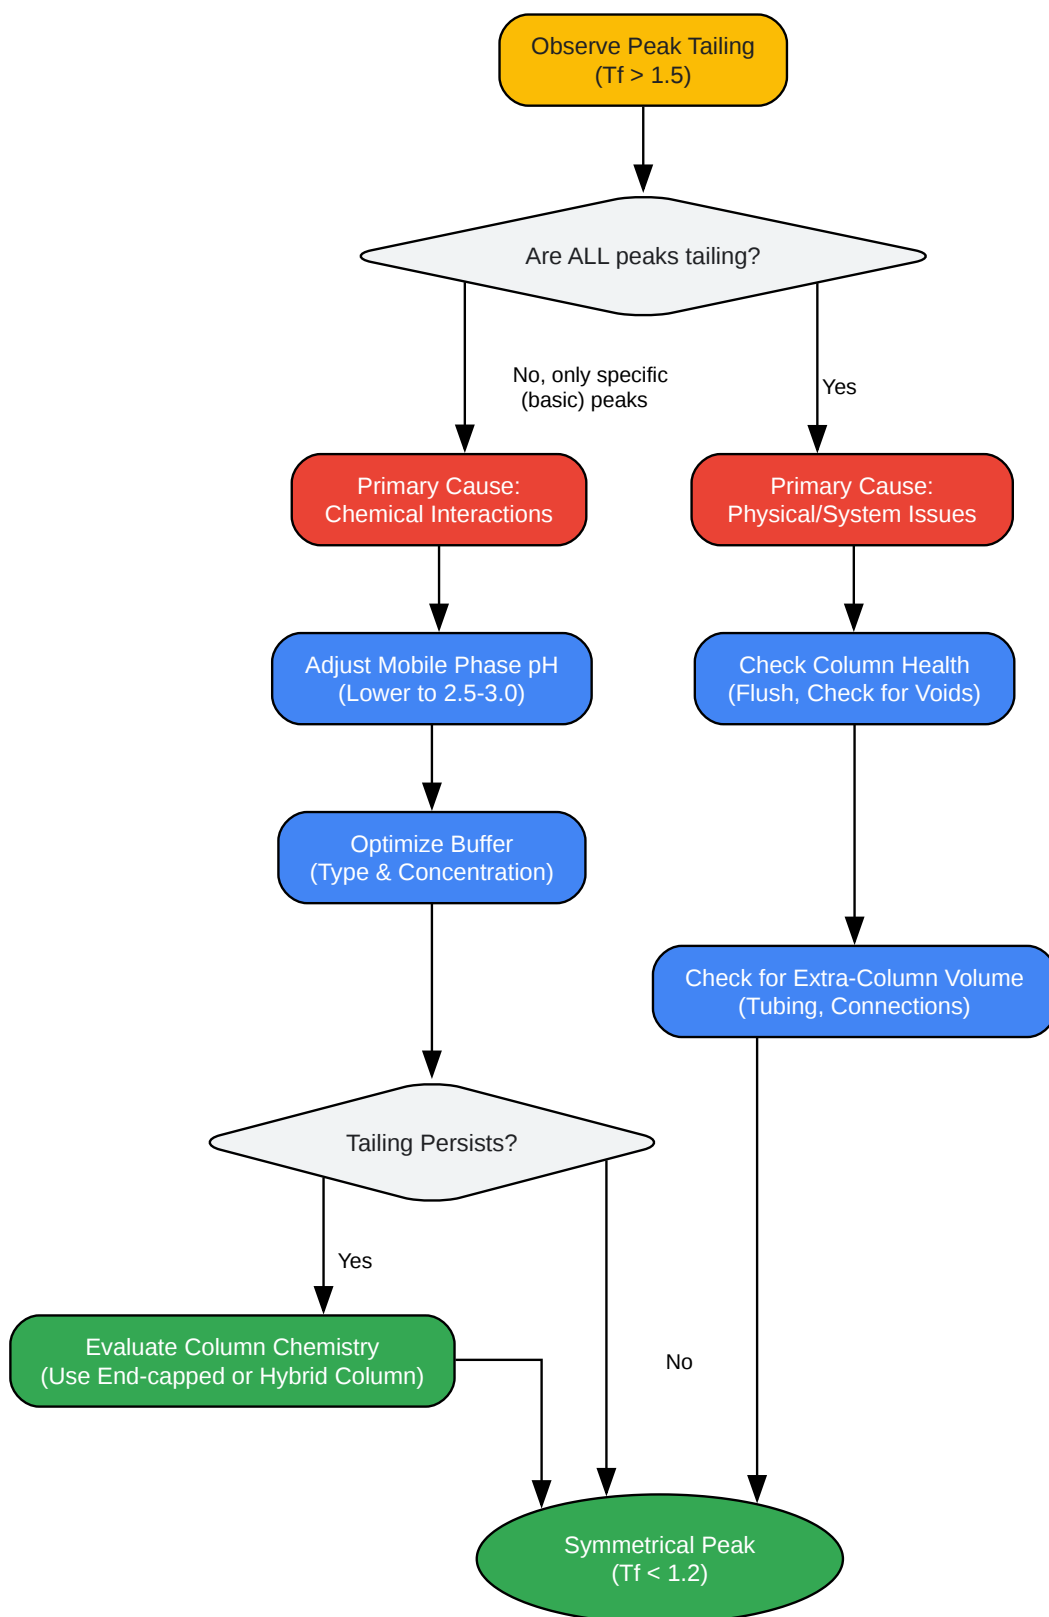 Observe Peak Tailing
(Tf > 1.5)
Are ALL peaks tailing?
No, only specific
(basic) peaks
Yes
Primary Cause:
Chemical Interactions
Primary Cause:
Physical/System Issues
Adjust Mobile Phase pH
(Lower to 2.5-3.0)
Check Column Health
(Flush, Check for Voids)
Optimize Buffer
(Type & Concentration)
Check for Extra-Column Volume
(Tubing, Connections)
Tailing Persists?
Yes
Evaluate Column Chemistry
(Use End-capped or Hybrid Column)
No
Symmetrical Peak
(Tf < 1.2)